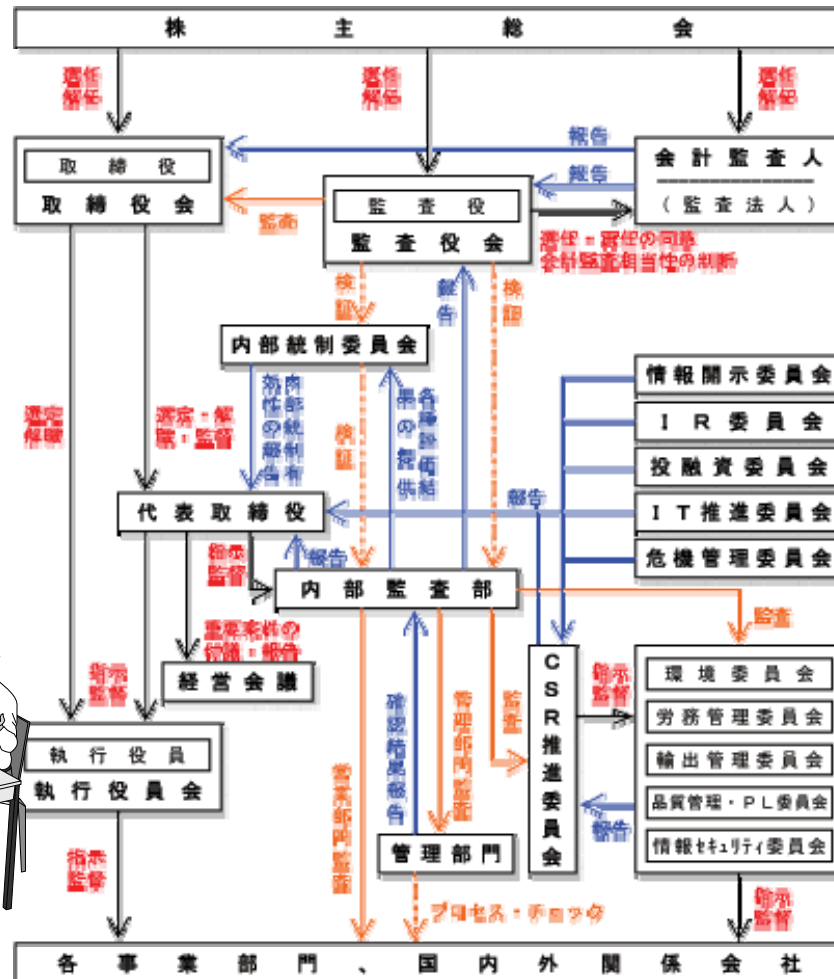 株主総会
選任
解任
選任
解任
選任
解任
報告
取締役
取締役会
会計監査人
(監査法人)
報告
監査役
監査役会
監査
選任・責任の同意
会計監査相当性の判断
検証
報告
検証
内部統制委員会
情報開示委員会
IR委員会
投融資委員会
IT推進委員会
危機管理委員会
選定
解職
選定・解
職・監督
内部統制有
効性の報告
検証
各種評価結
果の提供
代表取締役
報告
指示
監督
報告
内部監査部
監査
重要案件の
協議・報告
経営会議
指示
監督
確認結果報告
管理部門監査
監査
営業部門監査
CSR推進委員会
指示
監督
環境委員会
労務管理委員会
輸出管理委員会
品質管理・PL委員会
情報セキュリティ委員会
報告
執行役員
執行役員会
管理部門
指示
監督
プロセス・チェック
指示
監督
各事業部門、国内外関係会社